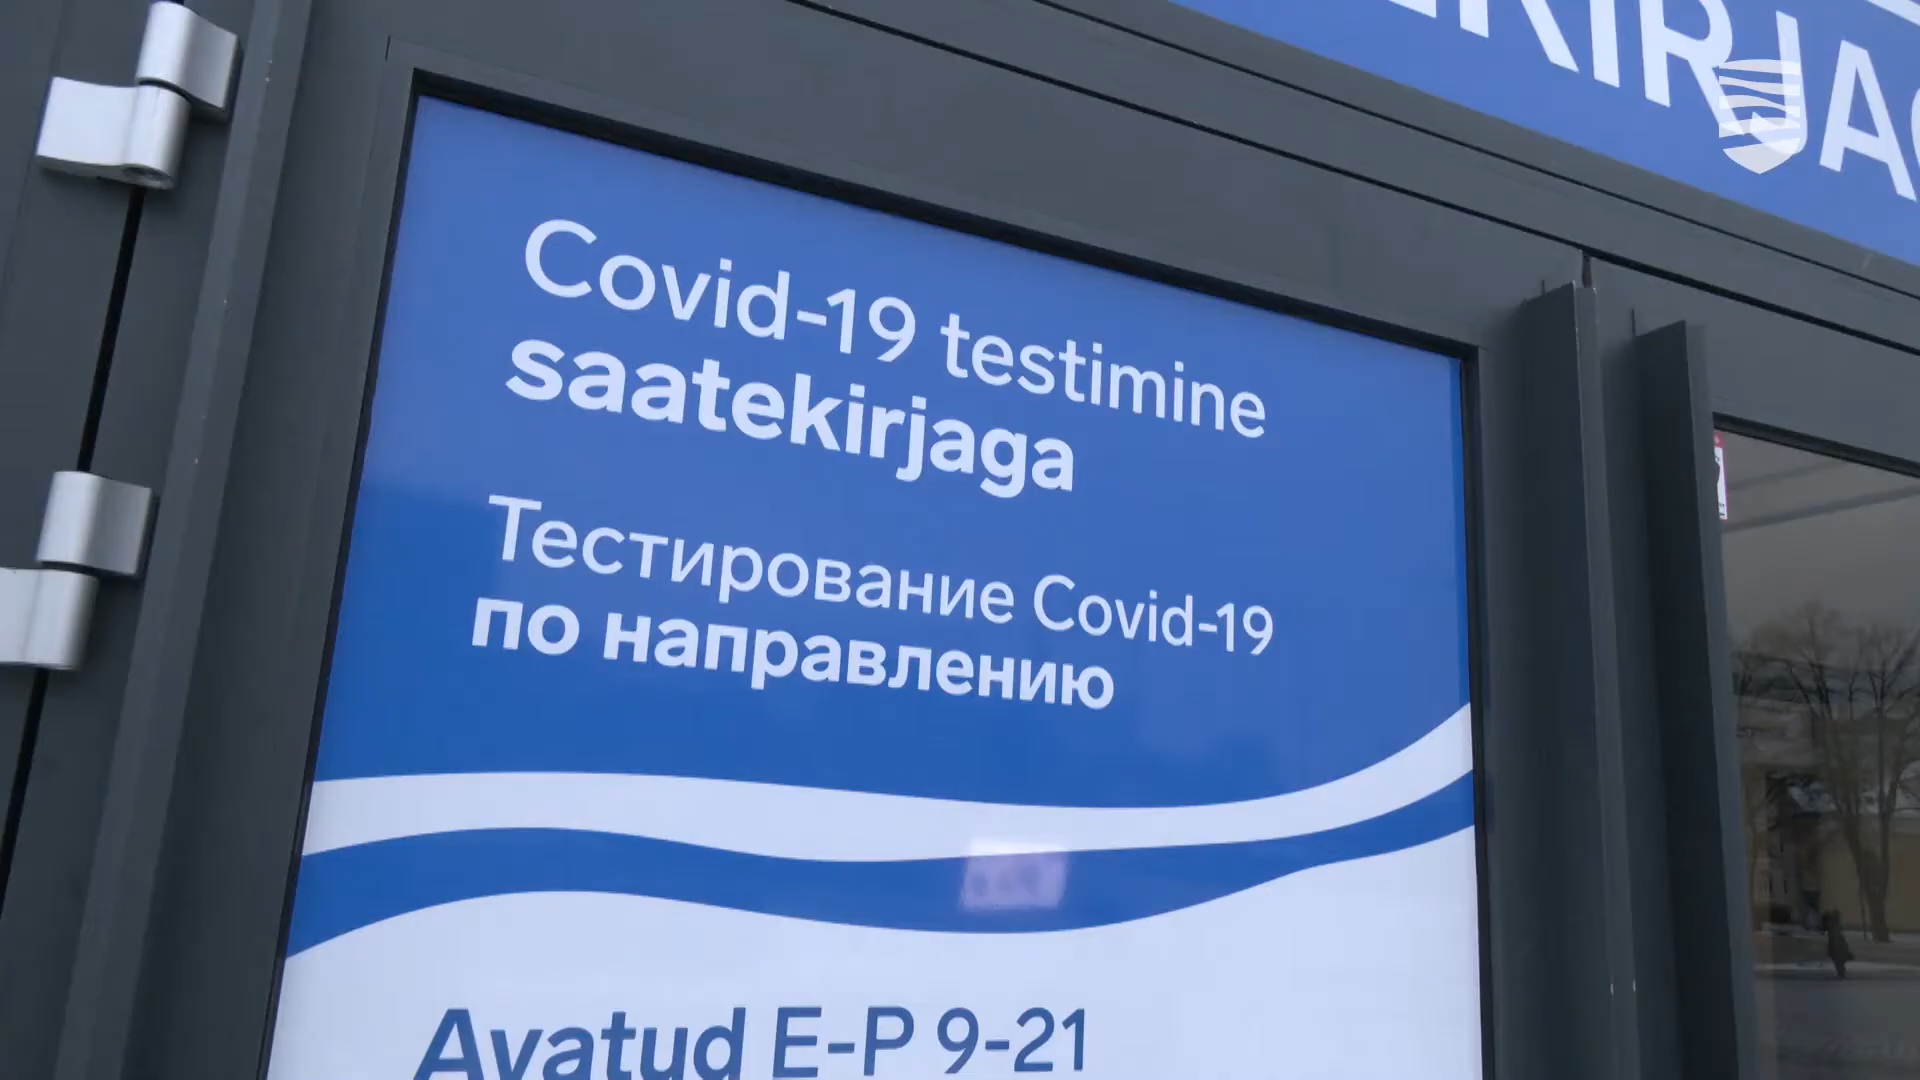 Covid-19 testimine
saatekirjaga
Тестирование Covid-19
по направлению
Avatud E-P 9-21